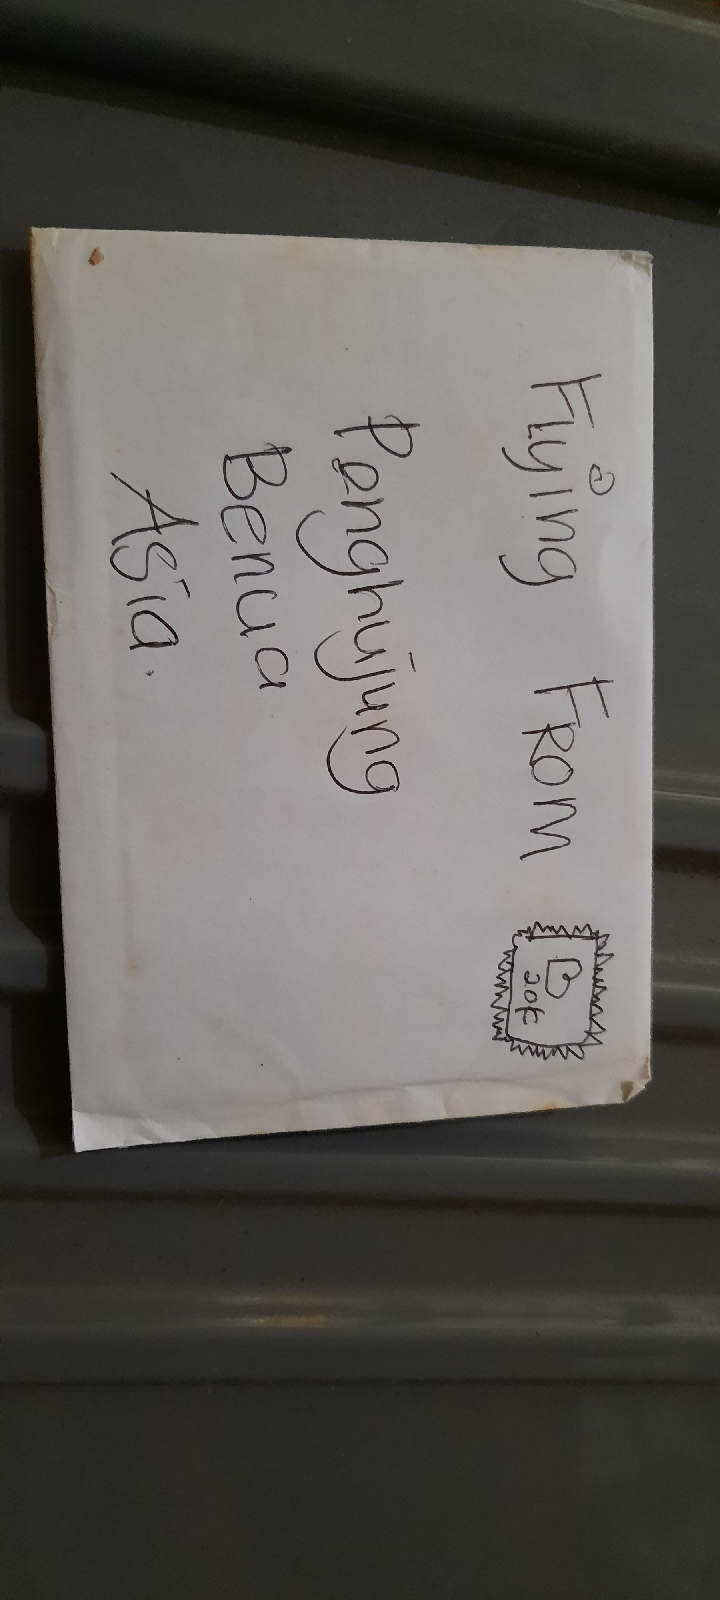 Flying FROM
Penghujung
Benua
Asia.
B
20€